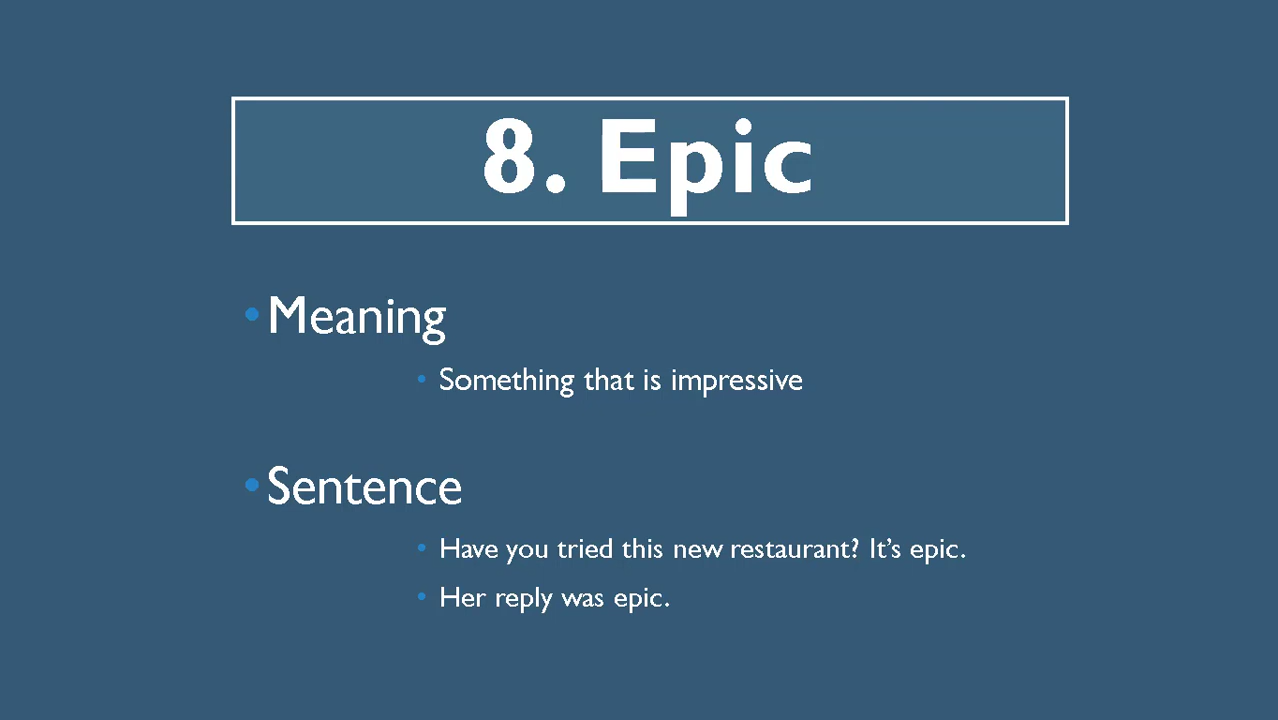 8. Epic
• Meaning
• Something that is impressive
• Sentence
• Have you tried this new restaurant? It’s epic.
• Her reply was epic.